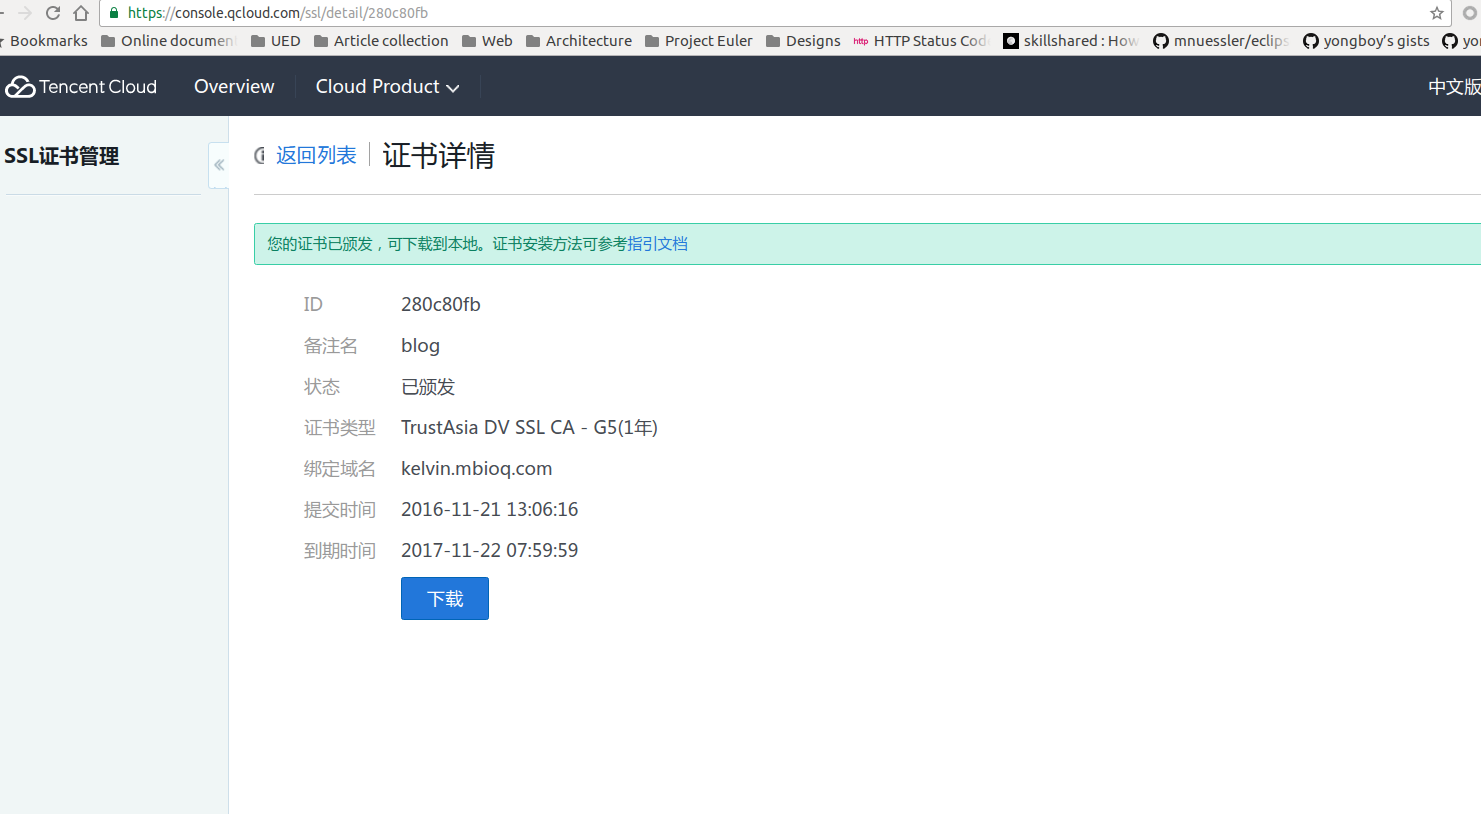 https://console.qcloud.com/ssl/detail/280c80fb
Bookmarks Online documen UED Article collection Web Architecture Project Euler Designs http HTTP Status Cod skillshared : How mnuessler/eclips yongboy's gists yo
Tencent Cloud Overview Cloud Product 中文版
SSL证书管理
返回列表 证书详情
您的证书已颁发，可下载到本地。证书安装方法可参考指引文档
ID 280c80fb
备注名 blog
状态 已颁发
证书类型 TrustAsia DV SSL CA - G5(1年)
绑定域名 kelvin.mbioq.com
提交时间 2016-11-21 13:06:16
到期时间 2017-11-22 07:59:59
下载